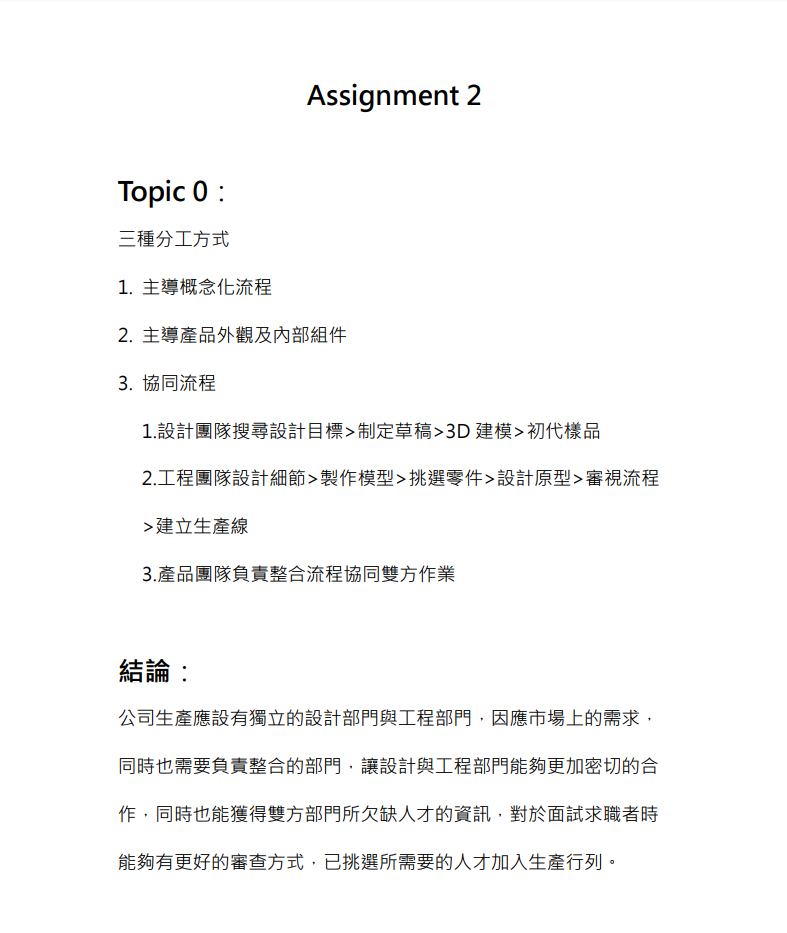 Assignment 2
Topic 0：
三種分工方式
1. 主導概念化流程
2. 主導產品外觀及內部組件
3. 協同流程
1.設計團隊搜尋設計目標>制定草稿>3D 建模>初代樣品
2.工程團隊設計細節>製作模型>挑選零件>設計原型>審視流程
>建立生產線
3.產品團隊負責整合流程協同雙方作業
結論：
公司生產應設有獨立的設計部門與工程部門，因應市場上的需求，
同時也需要負責整合的部門，讓設計與工程部門能夠更加密切的合
作，同時也能獲得雙方部門所欠缺人才的資訊，對於面試求職者時
能夠有更好的審查方式，已挑選所需要的人才加入生產行列。